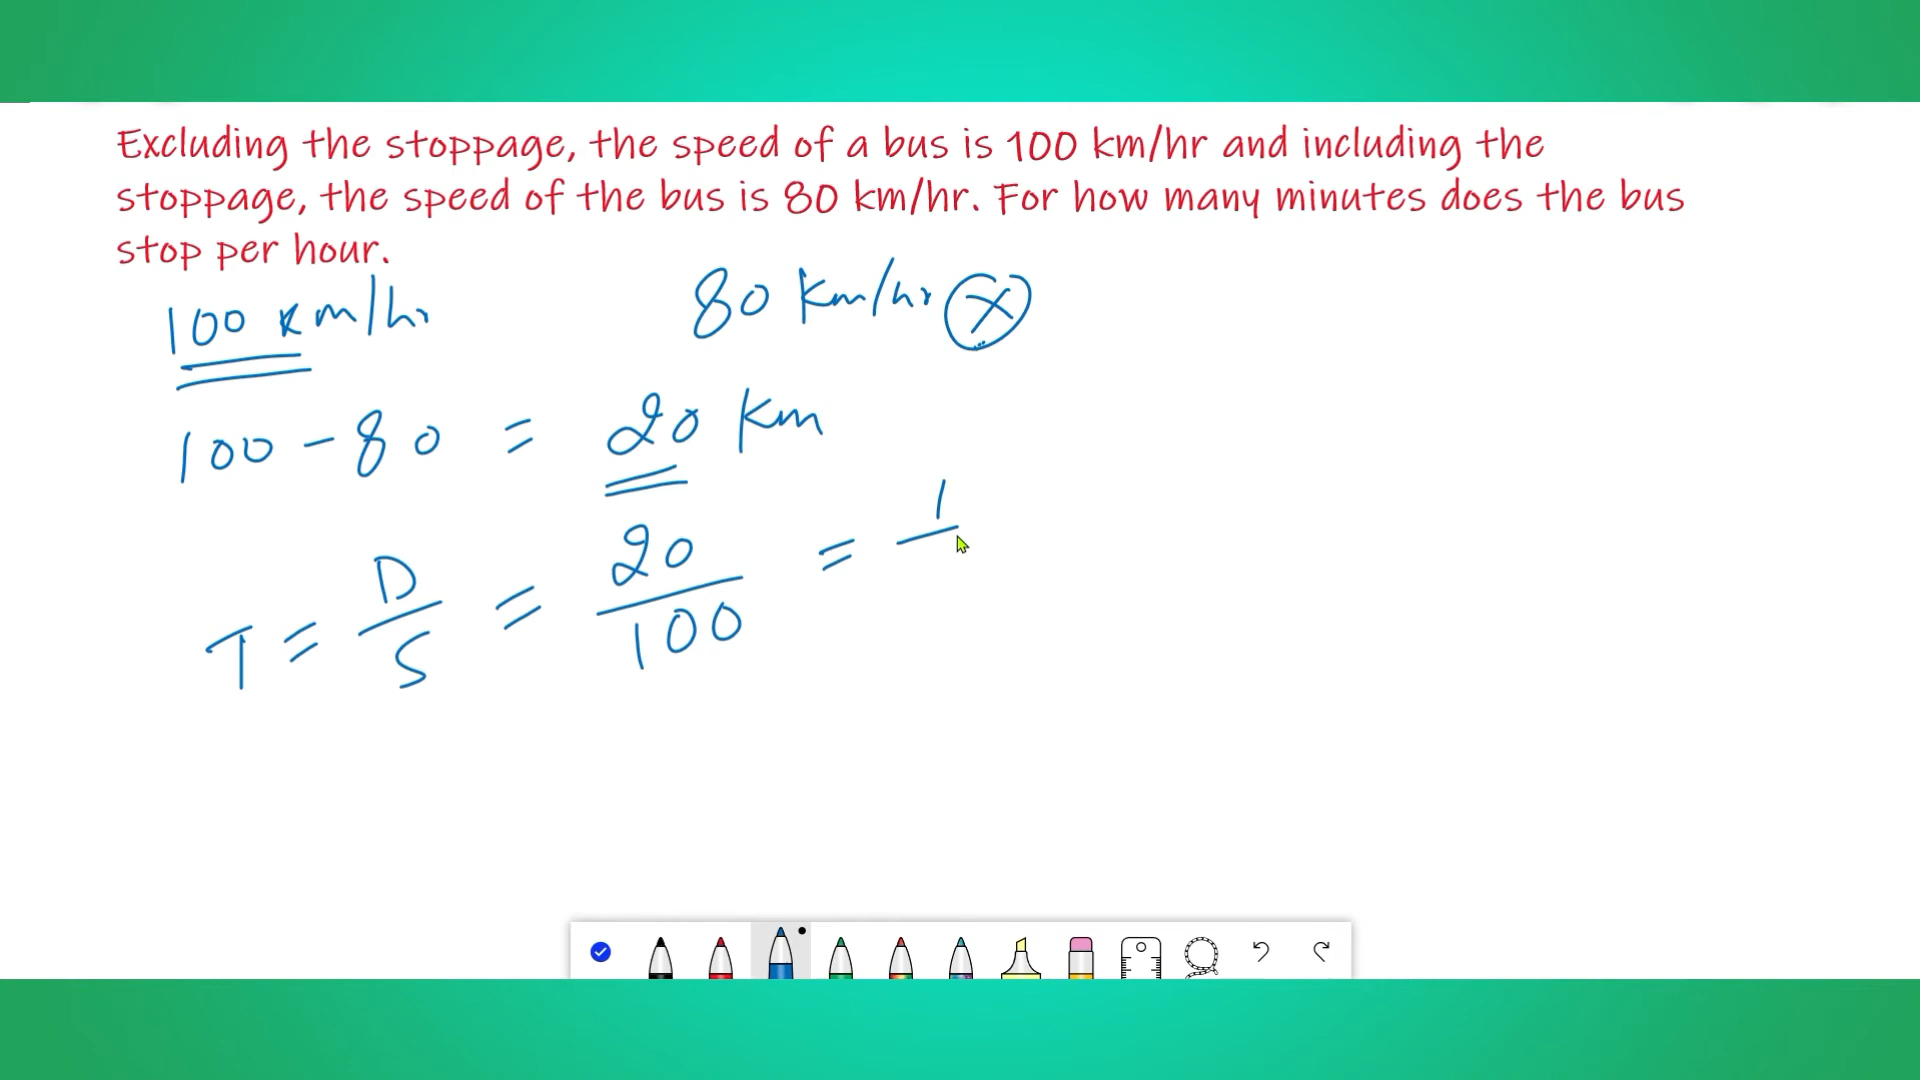 Excluding the stoppage, the speed of a bus is 100 km/hr and including the
stoppage, the speed of the bus is 80 km/hr. For how many minutes does the bus
stop per hour.
100 km/hr 80 km/hr X
100 - 80 = 20 km
T = D/S = 20/100 = 1/